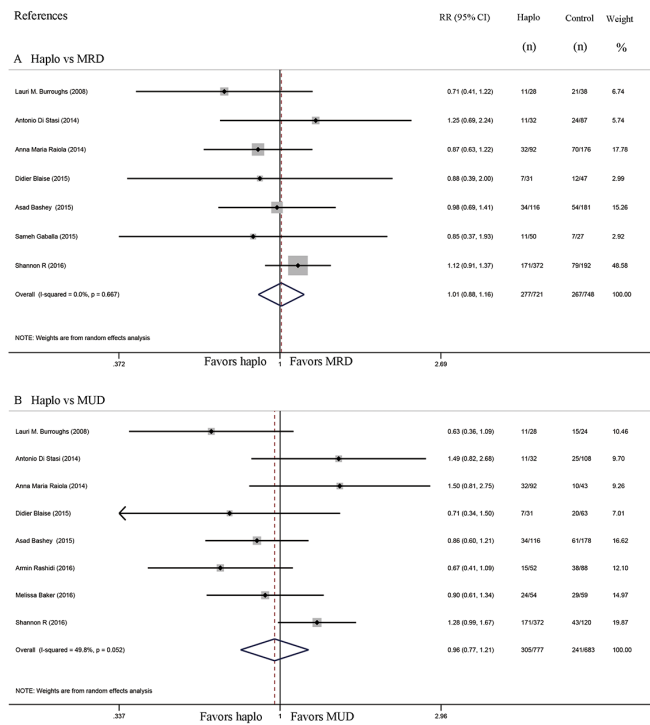 References RR (95% CI) Haplo Control Weight
(n) (n) %
A Haplo vs MRD
Lauri M. Burroughs (2008) 0.71 (0.41, 1.22) 11/28 21/38 6.74
Antonio Di Stasi (2014) 1.25 (0.69, 2.24) 11/32 24/87 5.74
Anna Maria Raiola (2014) 0.87 (0.63, 1.22) 32/92 70/176 17.78
Didier Blaise (2015) 0.88 (0.39, 2.00) 7/31 12/47 2.99
Asad Bashey (2015) 0.98 (0.69, 1.41) 34/116 54/181 15.26
Sameh Gaballa (2015) 0.85 (0.37, 1.93) 11/50 7/27 2.92
Shannon R (2016) 1.12 (0.91, 1.37) 171/372 79/192 48.58
Overall (I-squared = 0.0%, p = 0.667) 1.01 (0.88, 1.16) 277/721 267/748 100.00
NOTE: Weights are from random effects analysis
Favors haplo Favors MRD
.372 1 2.69
B Haplo vs MUD
Lauri M. Burroughs (2008) 0.63 (0.36, 1.09) 11/28 15/24 10.46
Antonio Di Stasi (2014) 1.49 (0.82, 2.68) 11/32 25/108 9.70
Anna Maria Raiola (2014) 1.50 (0.81, 2.75) 32/92 10/43 9.26
Didier Blaise (2015) 0.71 (0.34, 1.50) 7/31 20/63 7.01
Asad Bashey (2015) 0.86 (0.60, 1.21) 34/116 61/178 16.62
Armin Rashidi (2016) 0.67 (0.41, 1.09) 15/52 38/88 12.10
Melissa Baker (2016) 0.90 (0.61, 1.34) 24/54 29/59 14.97
Shannon R (2016) 1.28 (0.99, 1.67) 171/372 43/120 19.87
Overall (I-squared = 49.8%, p = 0.052) 0.96 (0.77, 1.21) 305/777 241/683 100.00
NOTE: Weights are from random effects analysis
Favors haplo Favors MUD
.337 1 2.96